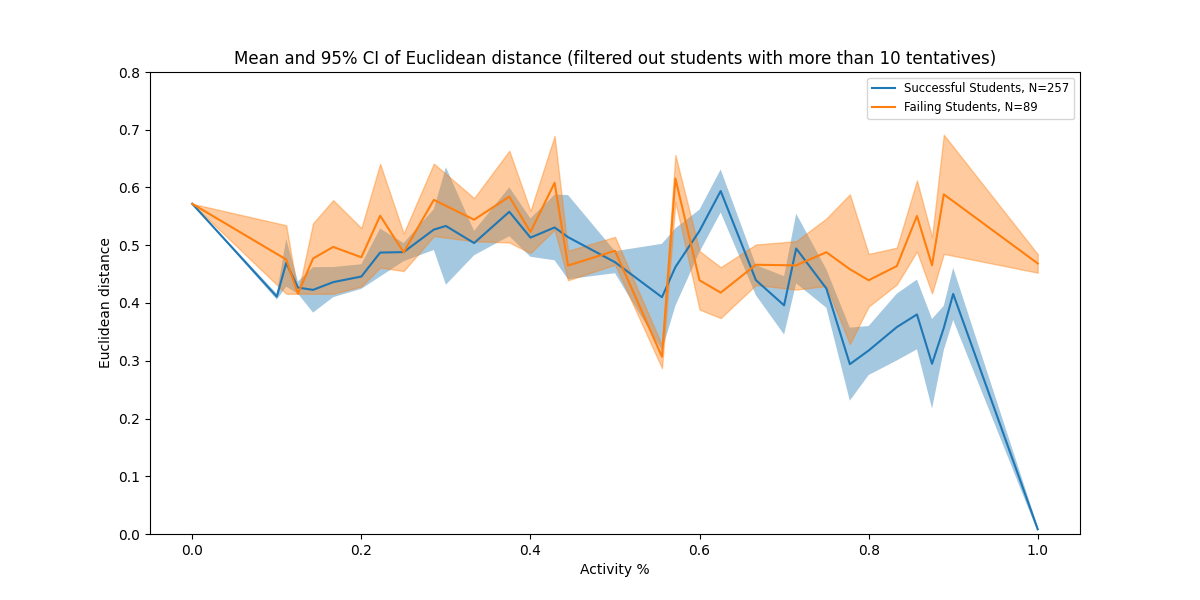 Mean and 95% CI of Euclidean distance (filtered out students with more than 10 tentatives)
Successful Students, N=257
Failing Students, N=89
Euclidean distance
0.8
0.7
0.6
0.5
0.4
0.3
0.2
0.1
0.0
0.0 0.2 0.4 0.6 0.8 1.0
Activity %